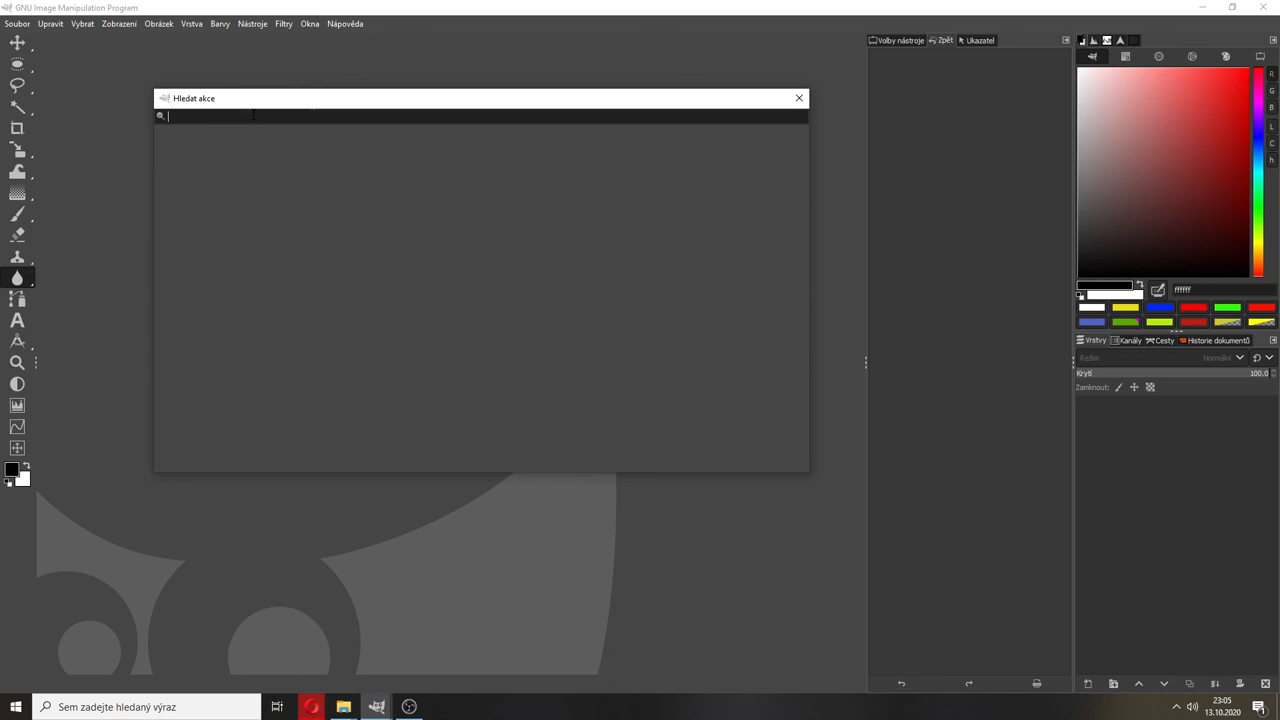 GNU Image Manipulation Program
Soubor Upravit Vybrat Zobrazení Obrázek Vrstva Barvy Nástroje Filtry Okna Nápověda
Volby nástroje Zpět Ukazatel
Hledat akce
R
G
B
L
C
h
ffffff
Vrstvy Kanály Cesty Historie dokumentů
Režim Normální
Krytí 100.0
Zamknout:
Sem zadejte hledaný výraz
23:05
13.10.2020
1